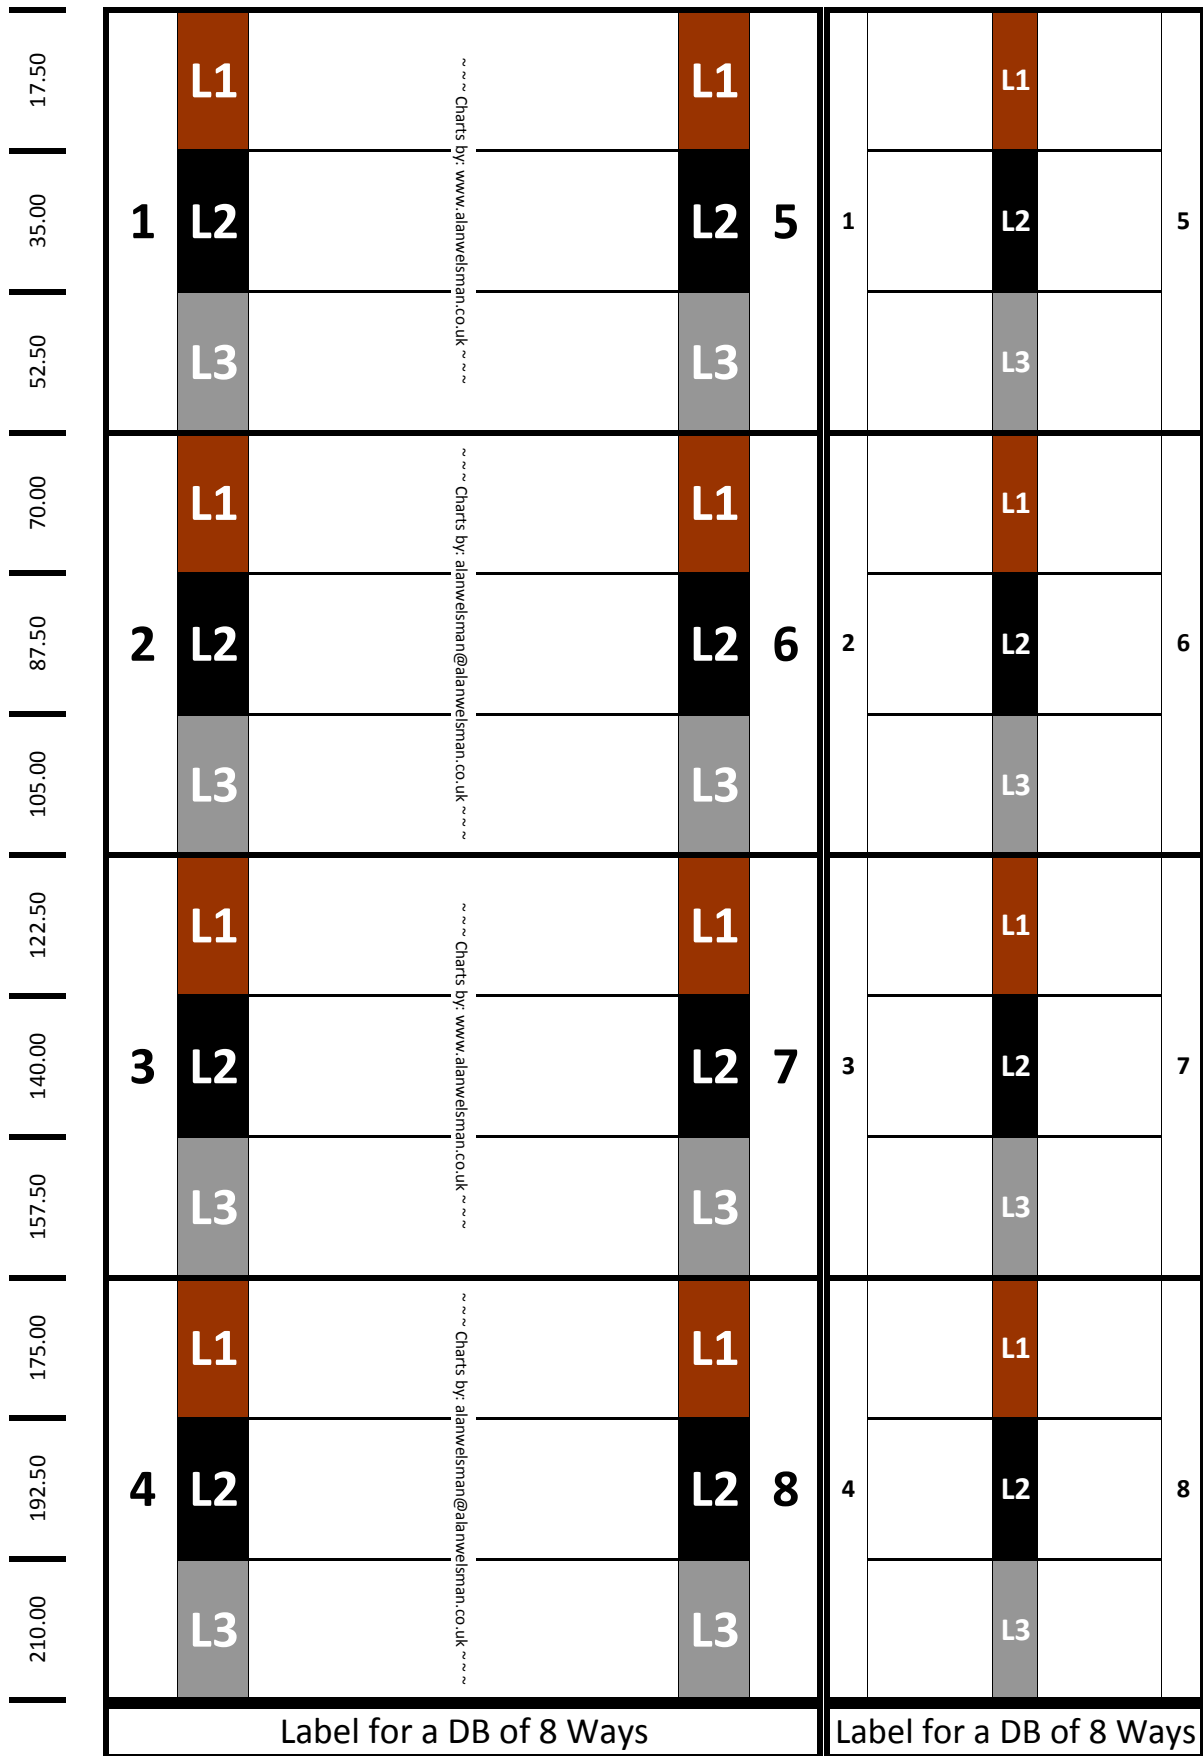 17.50 L1 L1 L1
35.00 1 L2 L2 5 1 L2 5
52.50 L3 L3 L3
~ ~ ~ Charts by: www.alanwelsman.co.uk ~ ~ ~
70.00 L1 L1 L1
87.50 2 L2 L2 6 2 L2 6
105.00 L3 L3 L3
~ ~ ~ Charts by: alanwelsman@alanwelsman.co.uk ~ ~ ~
122.50 L1 L1 L1
140.00 3 L2 L2 7 3 L2 7
157.50 L3 L3 L3
~ ~ ~ Charts by: www.alanwelsman.co.uk ~ ~ ~
175.00 L1 L1 L1
192.50 4 L2 L2 8 4 L2 8
210.00 L3 L3 L3
~ ~ ~ Charts by: alanwelsman@alanwelsman.co.uk ~ ~ ~
Label for a DB of 8 Ways Label for a DB of 8 Ways